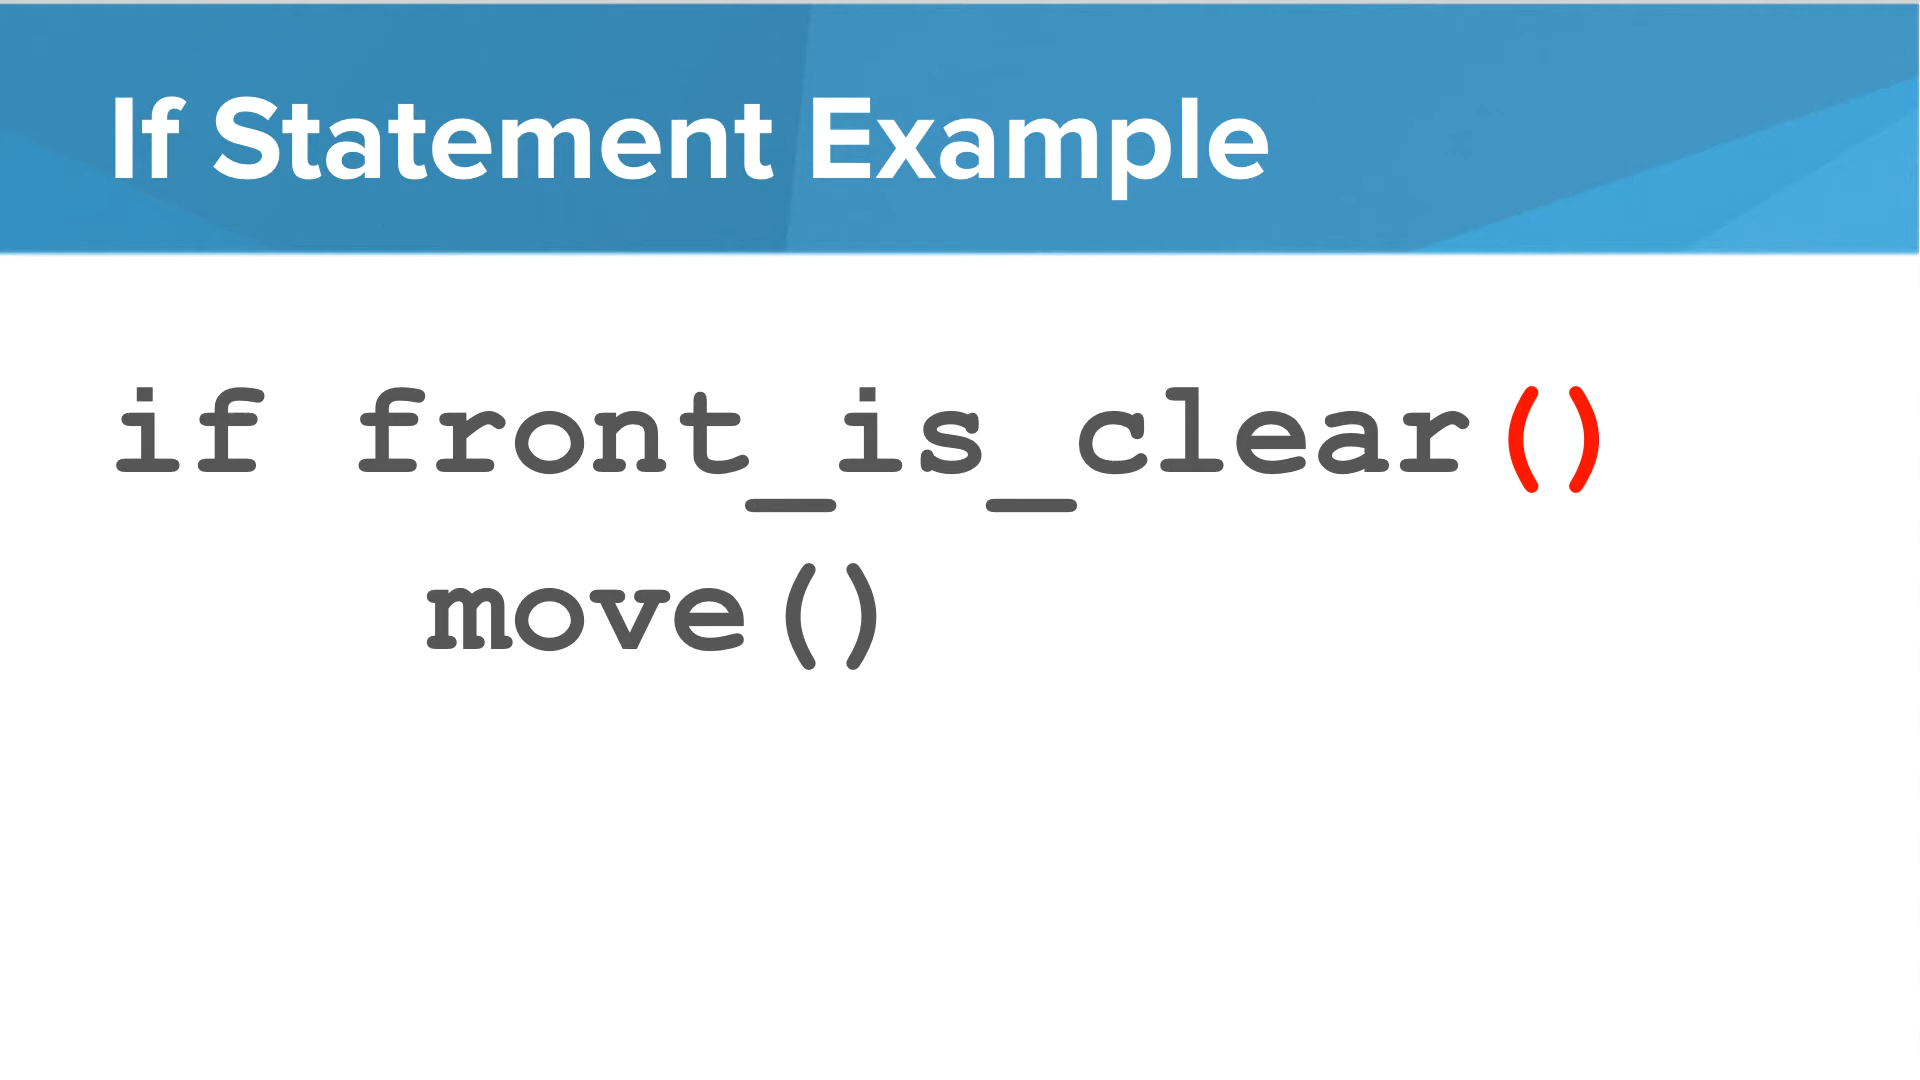 If Statement Example
if front_is_clear()
move()